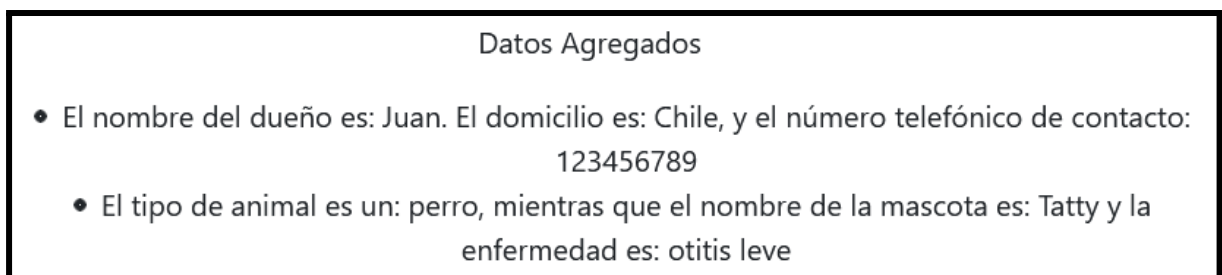 Datos Agregados
• El nombre del dueño es: Juan. El domicilio es: Chile, y el número telefónico de contacto:
123456789
• El tipo de animal es un: perro, mientras que el nombre de la mascota es: Tatty y la
enfermedad es: otitis leve